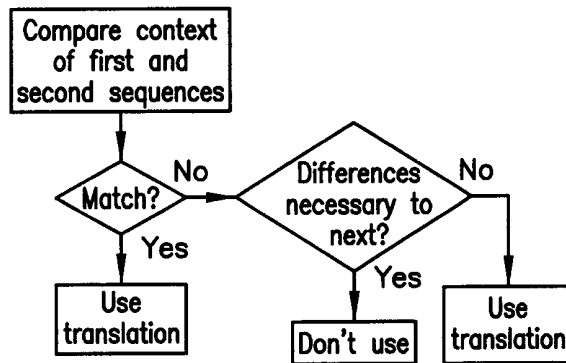 Compare context
of first and
second sequences
Match?
No
Yes
Use
translation
Differences
necessary to
next?
No
Yes
Don't use
Use
translation